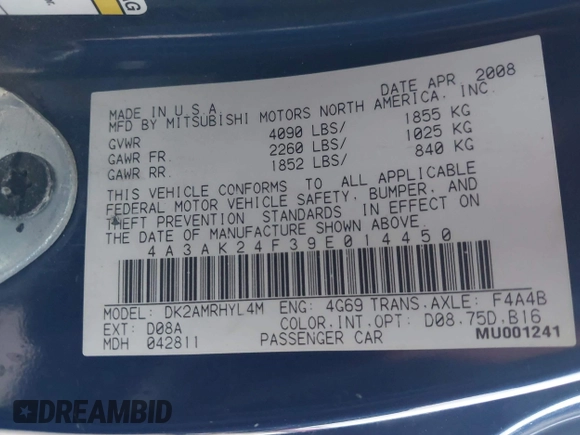 MADE IN U.S.A. DATE APR. 2008
MFD BY MITSUBISHI MOTORS NORTH AMERICA, INC.
GVWR 4090 LBS/ 1855 KG
GAWR FR. 2260 LBS/ 1025 KG
GAWR RR. 1852 LBS/ 840 KG
THIS VEHICLE CONFORMS TO ALL APPLICABLE
FEDERAL MOTOR VEHICLE SAFETY, BUMPER, AND
THEFT PREVENTION STANDARDS IN EFFECT ON
THE DATE OF MANUFACTURE SHOWN ABOVE.
4A3AK24F39E014450
MODEL: DK2AMRHYL4M ENG: 4G69 TRANS.AXLE: F4A4B
EXT: D08A COLOR.INT.OPT: D08.75D.B16
MDH 042811 PASSENGER CAR MU001241
DREAMBID